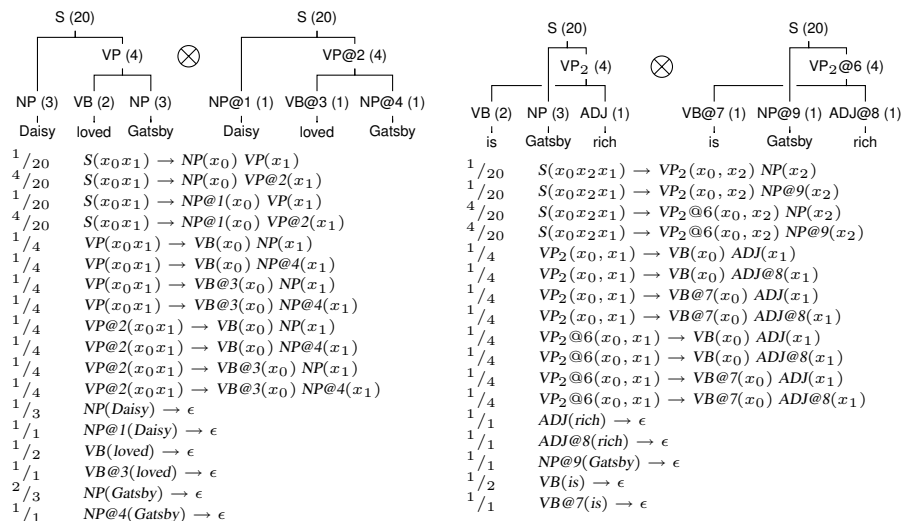 S (20)
VP (4)
NP (3) VB (2) NP (3)
Daisy loved Gatsby
⊗
S (20)
VP@2 (4)
NP@1 (1) VB@3 (1) NP@4 (1)
Daisy loved Gatsby
1/20 S(x₀x₁) → NP(x₀) VP(x₁)
4/20 S(x₀x₁) → NP(x₀) VP@2(x₁)
1/20 S(x₀x₁) → NP@1(x₀) VP(x₁)
4/20 S(x₀x₁) → NP@1(x₀) VP@2(x₁)
1/4 VP(x₀x₁) → VB(x₀) NP(x₁)
1/4 VP(x₀x₁) → VB(x₀) NP@4(x₁)
1/4 VP(x₀x₁) → VB@3(x₀) NP(x₁)
1/4 VP(x₀x₁) → VB@3(x₀) NP@4(x₁)
1/4 VP@2(x₀x₁) → VB(x₀) NP(x₁)
1/4 VP@2(x₀x₁) → VB(x₀) NP@4(x₁)
1/4 VP@2(x₀x₁) → VB@3(x₀) NP(x₁)
1/4 VP@2(x₀x₁) → VB@3(x₀) NP@4(x₁)
1/3 NP(Daisy) → ϵ
1/1 NP@1(Daisy) → ϵ
1/2 VB(loved) → ϵ
1/1 VB@3(loved) → ϵ
2/3 NP(Gatsby) → ϵ
1/1 NP@4(Gatsby) → ϵ
S (20)
VP₂ (4)
VB (2) NP (3) ADJ (1)
is Gatsby rich
⊗
S (20)
VP₂@6 (4)
VB@7 (1) NP@9 (1) ADJ@8 (1)
is Gatsby rich
1/20 S(x₀x₂x₁) → VP₂(x₀, x₂) NP(x₂)
1/20 S(x₀x₂x₁) → VP₂(x₀, x₂) NP@9(x₂)
4/20 S(x₀x₂x₁) → VP₂@6(x₀, x₂) NP(x₂)
4/20 S(x₀x₂x₁) → VP₂@6(x₀, x₂) NP@9(x₂)
1/4 VP₂(x₀, x₁) → VB(x₀) ADJ(x₁)
1/4 VP₂(x₀, x₁) → VB(x₀) ADJ@8(x₁)
1/4 VP₂(x₀, x₁) → VB@7(x₀) ADJ(x₁)
1/4 VP₂(x₀, x₁) → VB@7(x₀) ADJ@8(x₁)
1/4 VP₂@6(x₀, x₁) → VB(x₀) ADJ(x₁)
1/4 VP₂@6(x₀, x₁) → VB(x₀) ADJ@8(x₁)
1/4 VP₂@6(x₀, x₁) → VB@7(x₀) ADJ(x₁)
1/4 VP₂@6(x₀, x₁) → VB@7(x₀) ADJ@8(x₁)
1/1 ADJ(rich) → ϵ
1/1 ADJ@8(rich) → ϵ
1/1 NP@9(Gatsby) → ϵ
1/2 VB(is) → ϵ
1/1 VB@7(is) → ϵ